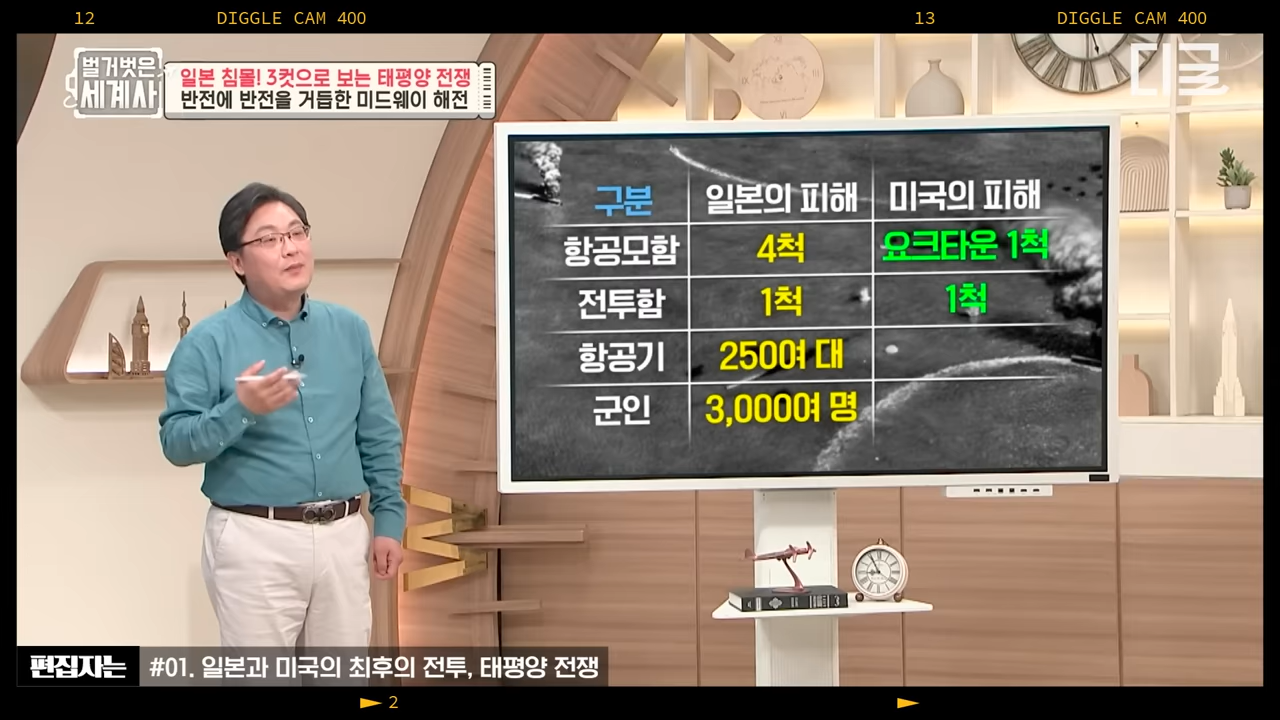 12 DIGGLE CAM 400 13 DIGGLE CAM 400
벌거벗은
세계사
일본 침몰! 3컷으로 보는 태평양 전쟁
반전에 반전을 거듭한 미드웨이 해전
디글
구분 일본의 피해 미국의 피해
항공모함 4척 요크타운 1척
전투함 1척 1척
항공기 250여 대
군인 3,000여 명
편집자는 #01. 일본과 미국의 최후의 전투, 태평양 전쟁
2